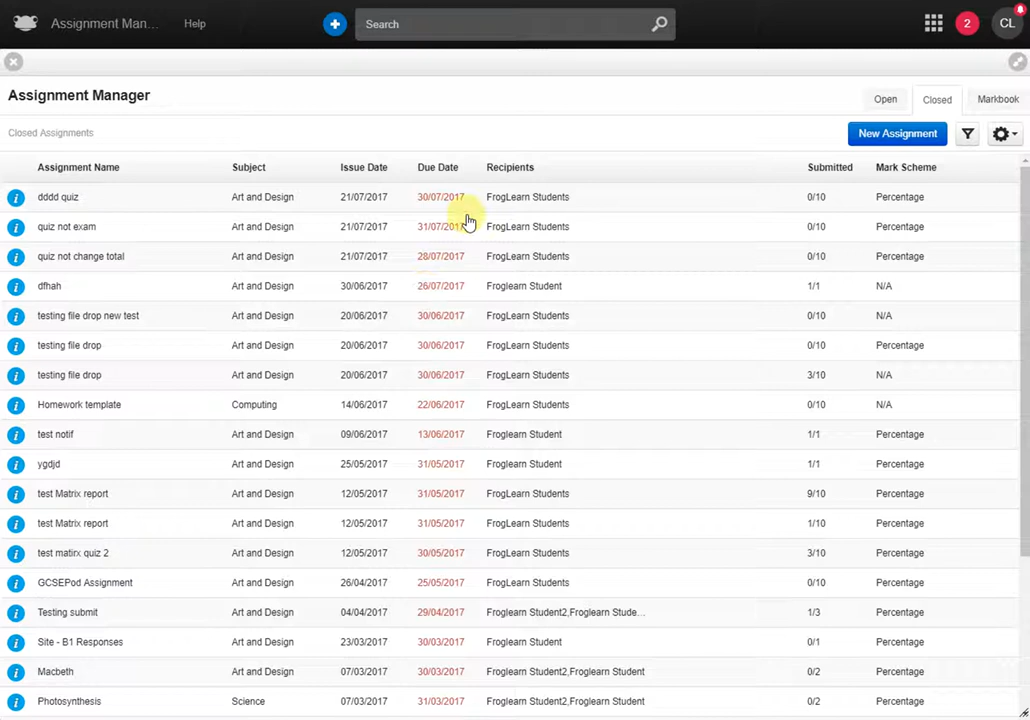 Assignment Man... Help Search 2 CL
Assignment Manager Open Closed Markbook
Closed Assignments New Assignment
Assignment Name Subject Issue Date Due Date Recipients Submitted Mark Scheme
dddd quiz Art and Design 21/07/2017 30/07/2017 FrogLearn Students 0/10 Percentage
quiz not exam Art and Design 21/07/2017 31/07/2017 FrogLearn Students 0/10 Percentage
quiz not change total Art and Design 21/07/2017 28/07/2017 FrogLearn Students 0/10 Percentage
dfhah Art and Design 30/06/2017 26/07/2017 Froglearn Student 1/1 N/A
testing file drop new test Art and Design 20/06/2017 30/06/2017 FrogLearn Students 0/10 N/A
testing file drop Art and Design 20/06/2017 30/06/2017 FrogLearn Students 0/10 Percentage
testing file drop Art and Design 20/06/2017 30/06/2017 FrogLearn Students 3/10 N/A
Homework template Computing 14/06/2017 22/06/2017 FrogLearn Students 0/10 N/A
test notif Art and Design 09/06/2017 13/06/2017 Froglearn Student 1/1 Percentage
ygdjd Art and Design 25/05/2017 31/05/2017 Froglearn Student 1/1 Percentage
test Matrix report Art and Design 12/05/2017 31/05/2017 FrogLearn Students 9/10 Percentage
test Matrix report Art and Design 12/05/2017 31/05/2017 FrogLearn Students 1/10 Percentage
test matirx quiz 2 Art and Design 12/05/2017 30/05/2017 FrogLearn Students 3/10 Percentage
GCSEPod Assignment Art and Design 26/04/2017 25/05/2017 FrogLearn Students 0/10 Percentage
Testing submit Art and Design 04/04/2017 29/04/2017 Froglearn Student2,Froglearn Stude... 1/3 Percentage
Site - B1 Responses Art and Design 23/03/2017 30/03/2017 Froglearn Student 0/1 Percentage
Macbeth Art and Design 07/03/2017 30/03/2017 Froglearn Student2,Froglearn Student 0/2 Percentage
Photosynthesis Science 07/03/2017 31/03/2017 Froglearn Student2,Froglearn Student 0/2 Percentage